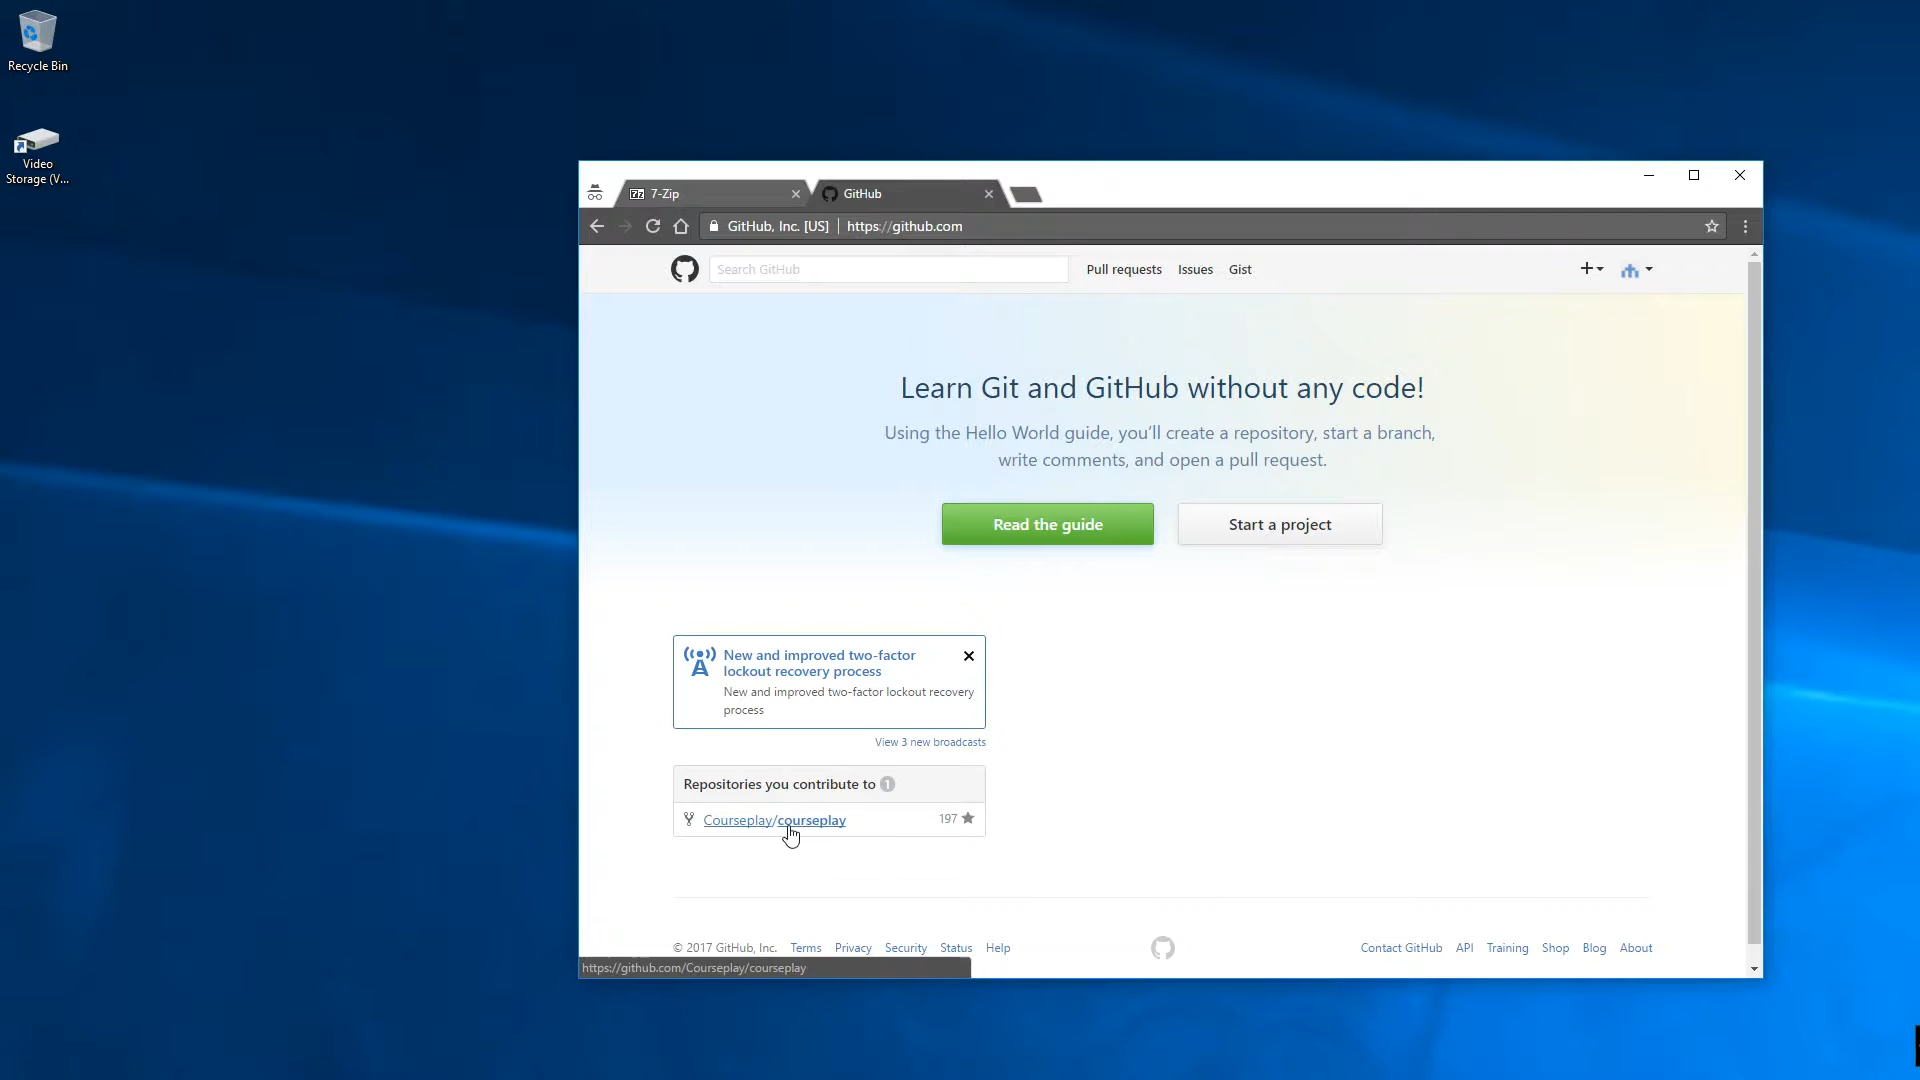 Recycle Bin
Video
Storage (V...
7-Zip
GitHub
GitHub, Inc. [US]
https://github.com
Search GitHub
Pull requests
Issues
Gist
Learn Git and GitHub without any code!
Using the Hello World guide, you'll create a repository, start a branch,
write comments, and open a pull request.
Read the guide
Start a project
New and improved two-factor
lockout recovery process
New and improved two-factor lockout recovery
process
View 3 new broadcasts
Repositories you contribute to 1
Courseplay/courseplay
197
© 2017 GitHub, Inc.
Terms
Privacy
Security
Status
Help
Contact GitHub
API
Training
Shop
Blog
About
https://github.com/Courseplay/courseplay